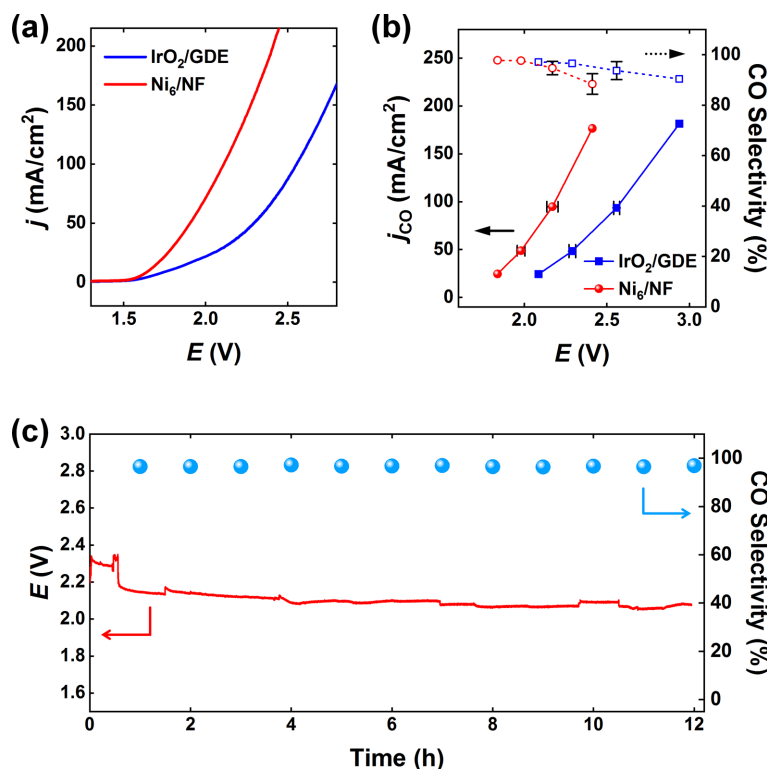 (a)
IrO₂/GDE
Ni₆/NF
j (mA/cm²)
200
150
100
50
0
1.5
2.0
2.5
E (V)
(b)
IrO₂/GDE
Ni₆/NF
j_CO (mA/cm²)
250
200
150
100
50
0
2.0
2.5
3.0
E (V)
100
80
60
40
20
0
CO Selectivity (%)
(c)
E (V)
3.0
2.8
2.6
2.4
2.2
2.0
1.8
1.6
0
2
4
6
8
10
12
Time (h)
100
80
60
40
20
0
CO Selectivity (%)